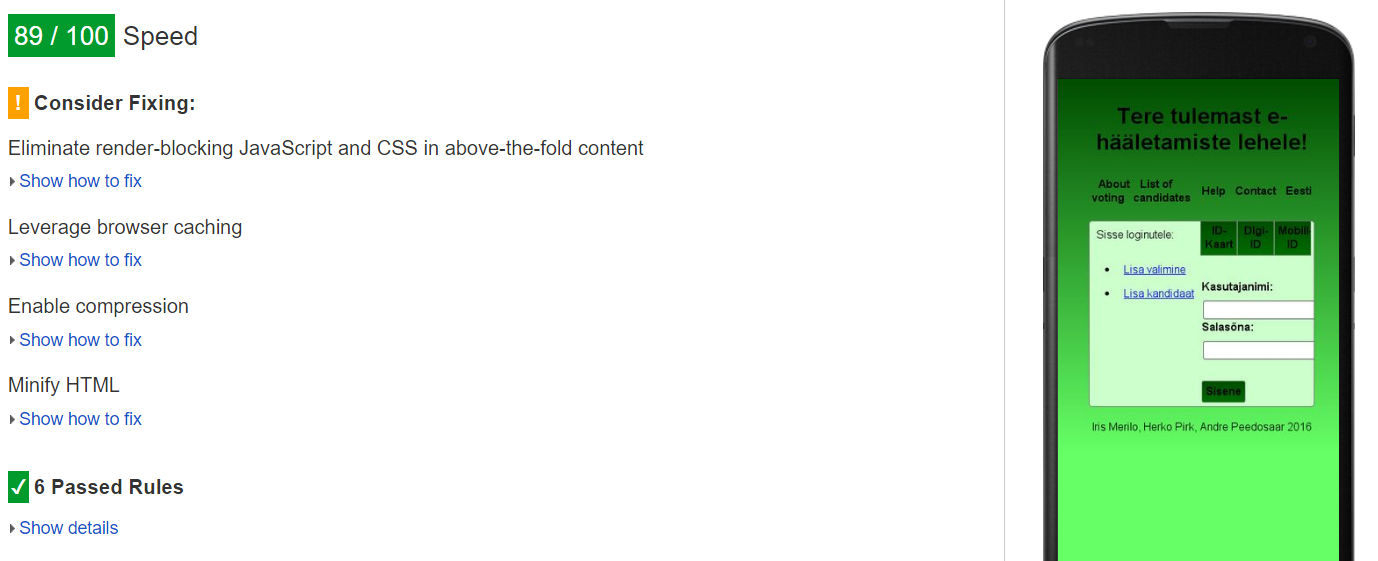 89 / 100 Speed
! Consider Fixing:
Eliminate render-blocking JavaScript and CSS in above-the-fold content
Show how to fix
Leverage browser caching
Show how to fix
Enable compression
Show how to fix
Minify HTML
Show how to fix
✓ 6 Passed Rules
Show details
Tere tulemast e-
hääletamiste lehele!
About voting List of candidates Help Contact Eesti
Sisse loginutele:
Lisa valimine
Lisa kandidaat
ID-Kaart Digi-ID Mobiil-ID
Kasutajanimi:
Salasõna:
Sisene
Iris Merilo, Herko Pirk, Andre Peedosaar 2016